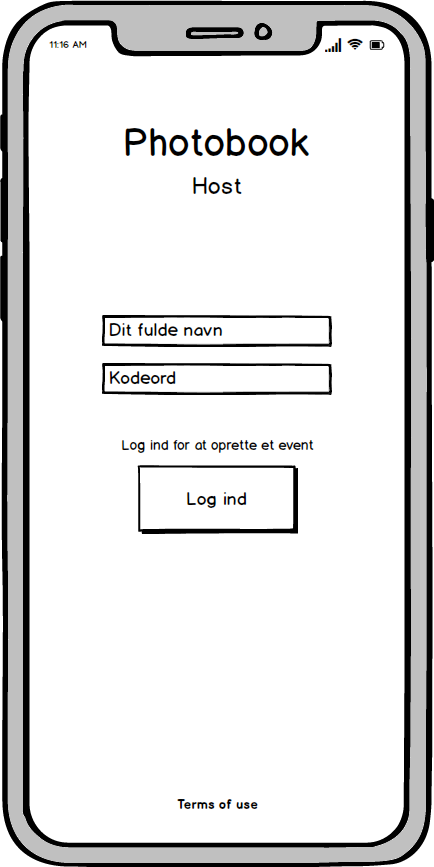 11:16 AM
Photobook
Host
Dit fulde navn
Kodeord
Log ind for at oprette et event
Log ind
Terms of use